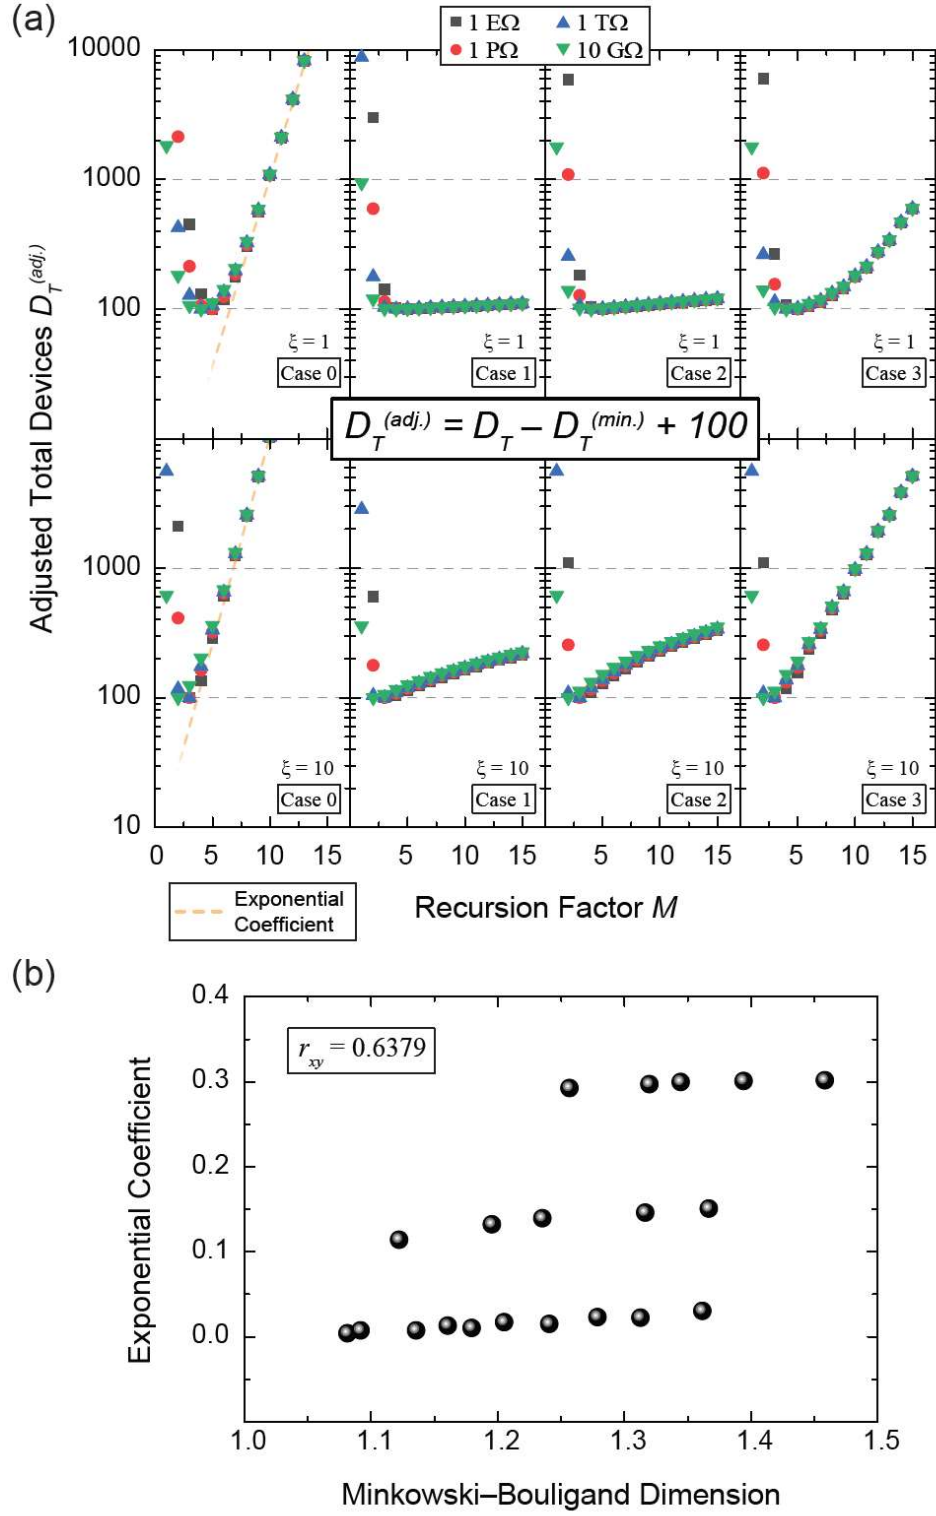 (a)
1 EΩ 1 TΩ
1 PΩ 10 GΩ
10000
1000
100
ξ = 1
Case 0
ξ = 1
Case 1
ξ = 1
Case 2
ξ = 1
Case 3
D_T^(adj.) = D_T – D_T^(min.) + 100
Adjusted Total Devices D_T^(adj.)
1000
100
10
ξ = 10
Case 0
ξ = 10
Case 1
ξ = 10
Case 2
ξ = 10
Case 3
0 5 10 15 5 10 15 5 10 15 5 10 15
Exponential
Coefficient
Recursion Factor M
(b)
r_xy = 0.6379
0.4
0.3
0.2
0.1
0.0
Exponential Coefficient
1.0 1.1 1.2 1.3 1.4 1.5
Minkowski–Bouligand Dimension